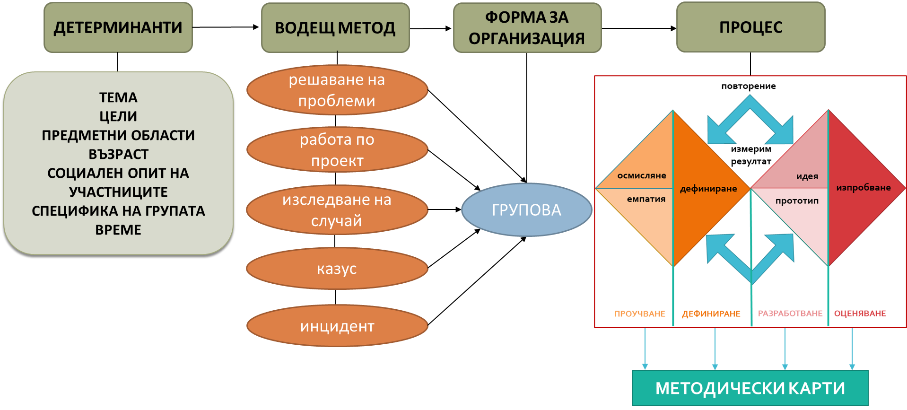 ДЕТЕРМИНАНТИ
ВОДЕЩ МЕТОД
ФОРМА ЗА
ОРГАНИЗАЦИЯ
ПРОЦЕС
ТЕМА
ЦЕЛИ
ПРЕДМЕТНИ ОБЛАСТИ
ВЪЗРАСТ
СОЦИАЛЕН ОПИТ НА
УЧАСТНИЦИТЕ
СПЕЦИФИКА НА ГРУПАТА
ВРЕМЕ
решаване на
проблеми
работа по
проект
изследване на
случай
казус
инцидент
ГРУПОВА
повторение
измерим
резултат
осмисляне
емпатия
дефиниране
идея
прототип
изпробване
ПРОУЧВАНЕ
ДЕФИНИРАНЕ
РАЗРАБОТВАНЕ
ОЦЕНЯВАНЕ
МЕТОДИЧЕСКИ КАРТИ